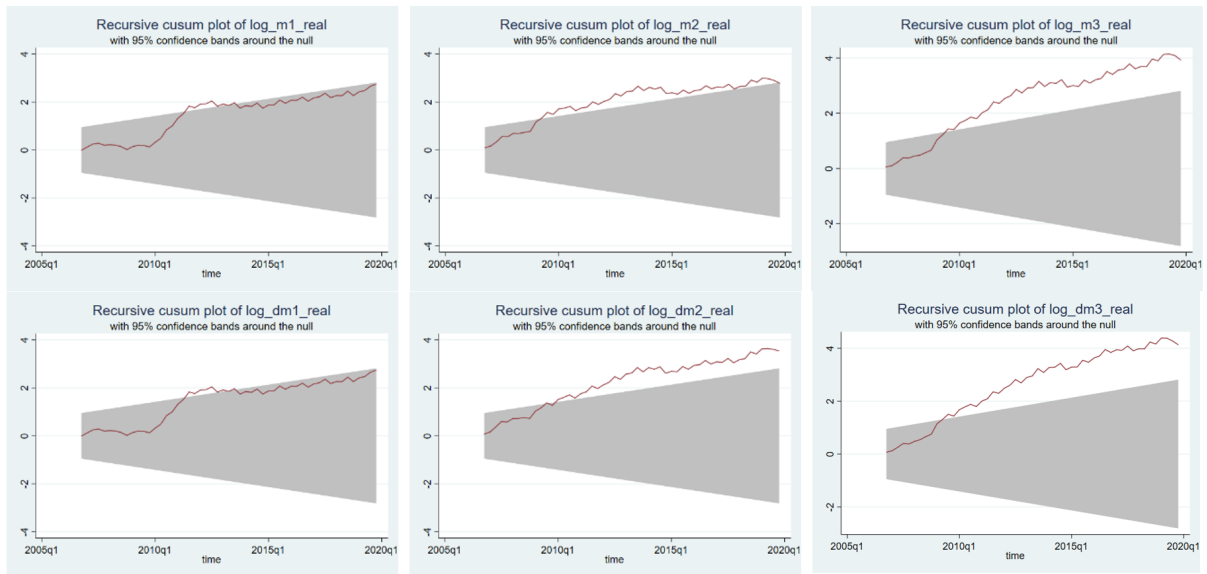 Recursive cusum plot of log_m1_real
with 95% confidence bands around the null
4
2
0
-2
-4
2005q1 2010q1 2015q1 2020q1
time
Recursive cusum plot of log_m2_real
with 95% confidence bands around the null
4
2
0
-2
-4
2005q1 2010q1 2015q1 2020q1
time
Recursive cusum plot of log_m3_real
with 95% confidence bands around the null
4
2
0
-2
2005q1 2010q1 2015q1 2020q1
time
Recursive cusum plot of log_dm1_real
with 95% confidence bands around the null
4
2
0
-2
-4
2005q1 2010q1 2015q1 2020q1
time
Recursive cusum plot of log_dm2_real
with 95% confidence bands around the null
4
2
0
-2
-4
2005q1 2010q1 2015q1 2020q1
time
Recursive cusum plot of log_dm3_real
with 95% confidence bands around the null
4
2
0
-2
2005q1 2010q1 2015q1 2020q1
time